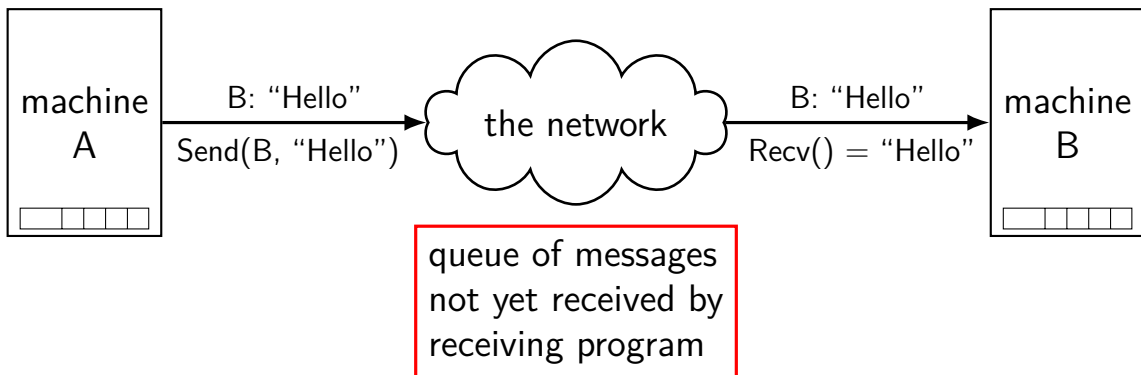 machine
A
B: “Hello”
Send(B, “Hello”)
the network
B: “Hello”
Recv() = “Hello”
machine
B
queue of messages
not yet received by
receiving program